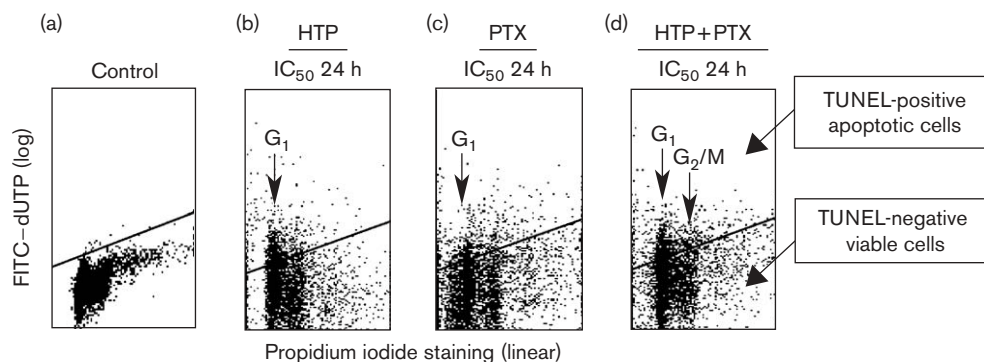 (a)
Control
(b)
HTP
IC50 24 h
G1
(c)
PTX
IC50 24 h
G1
(d)
HTP+PTX
IC50 24 h
G1
G2/M
TUNEL-positive
apoptotic cells
TUNEL-negative
viable cells
FITC–dUTP (log)
Propidium iodide staining (linear)